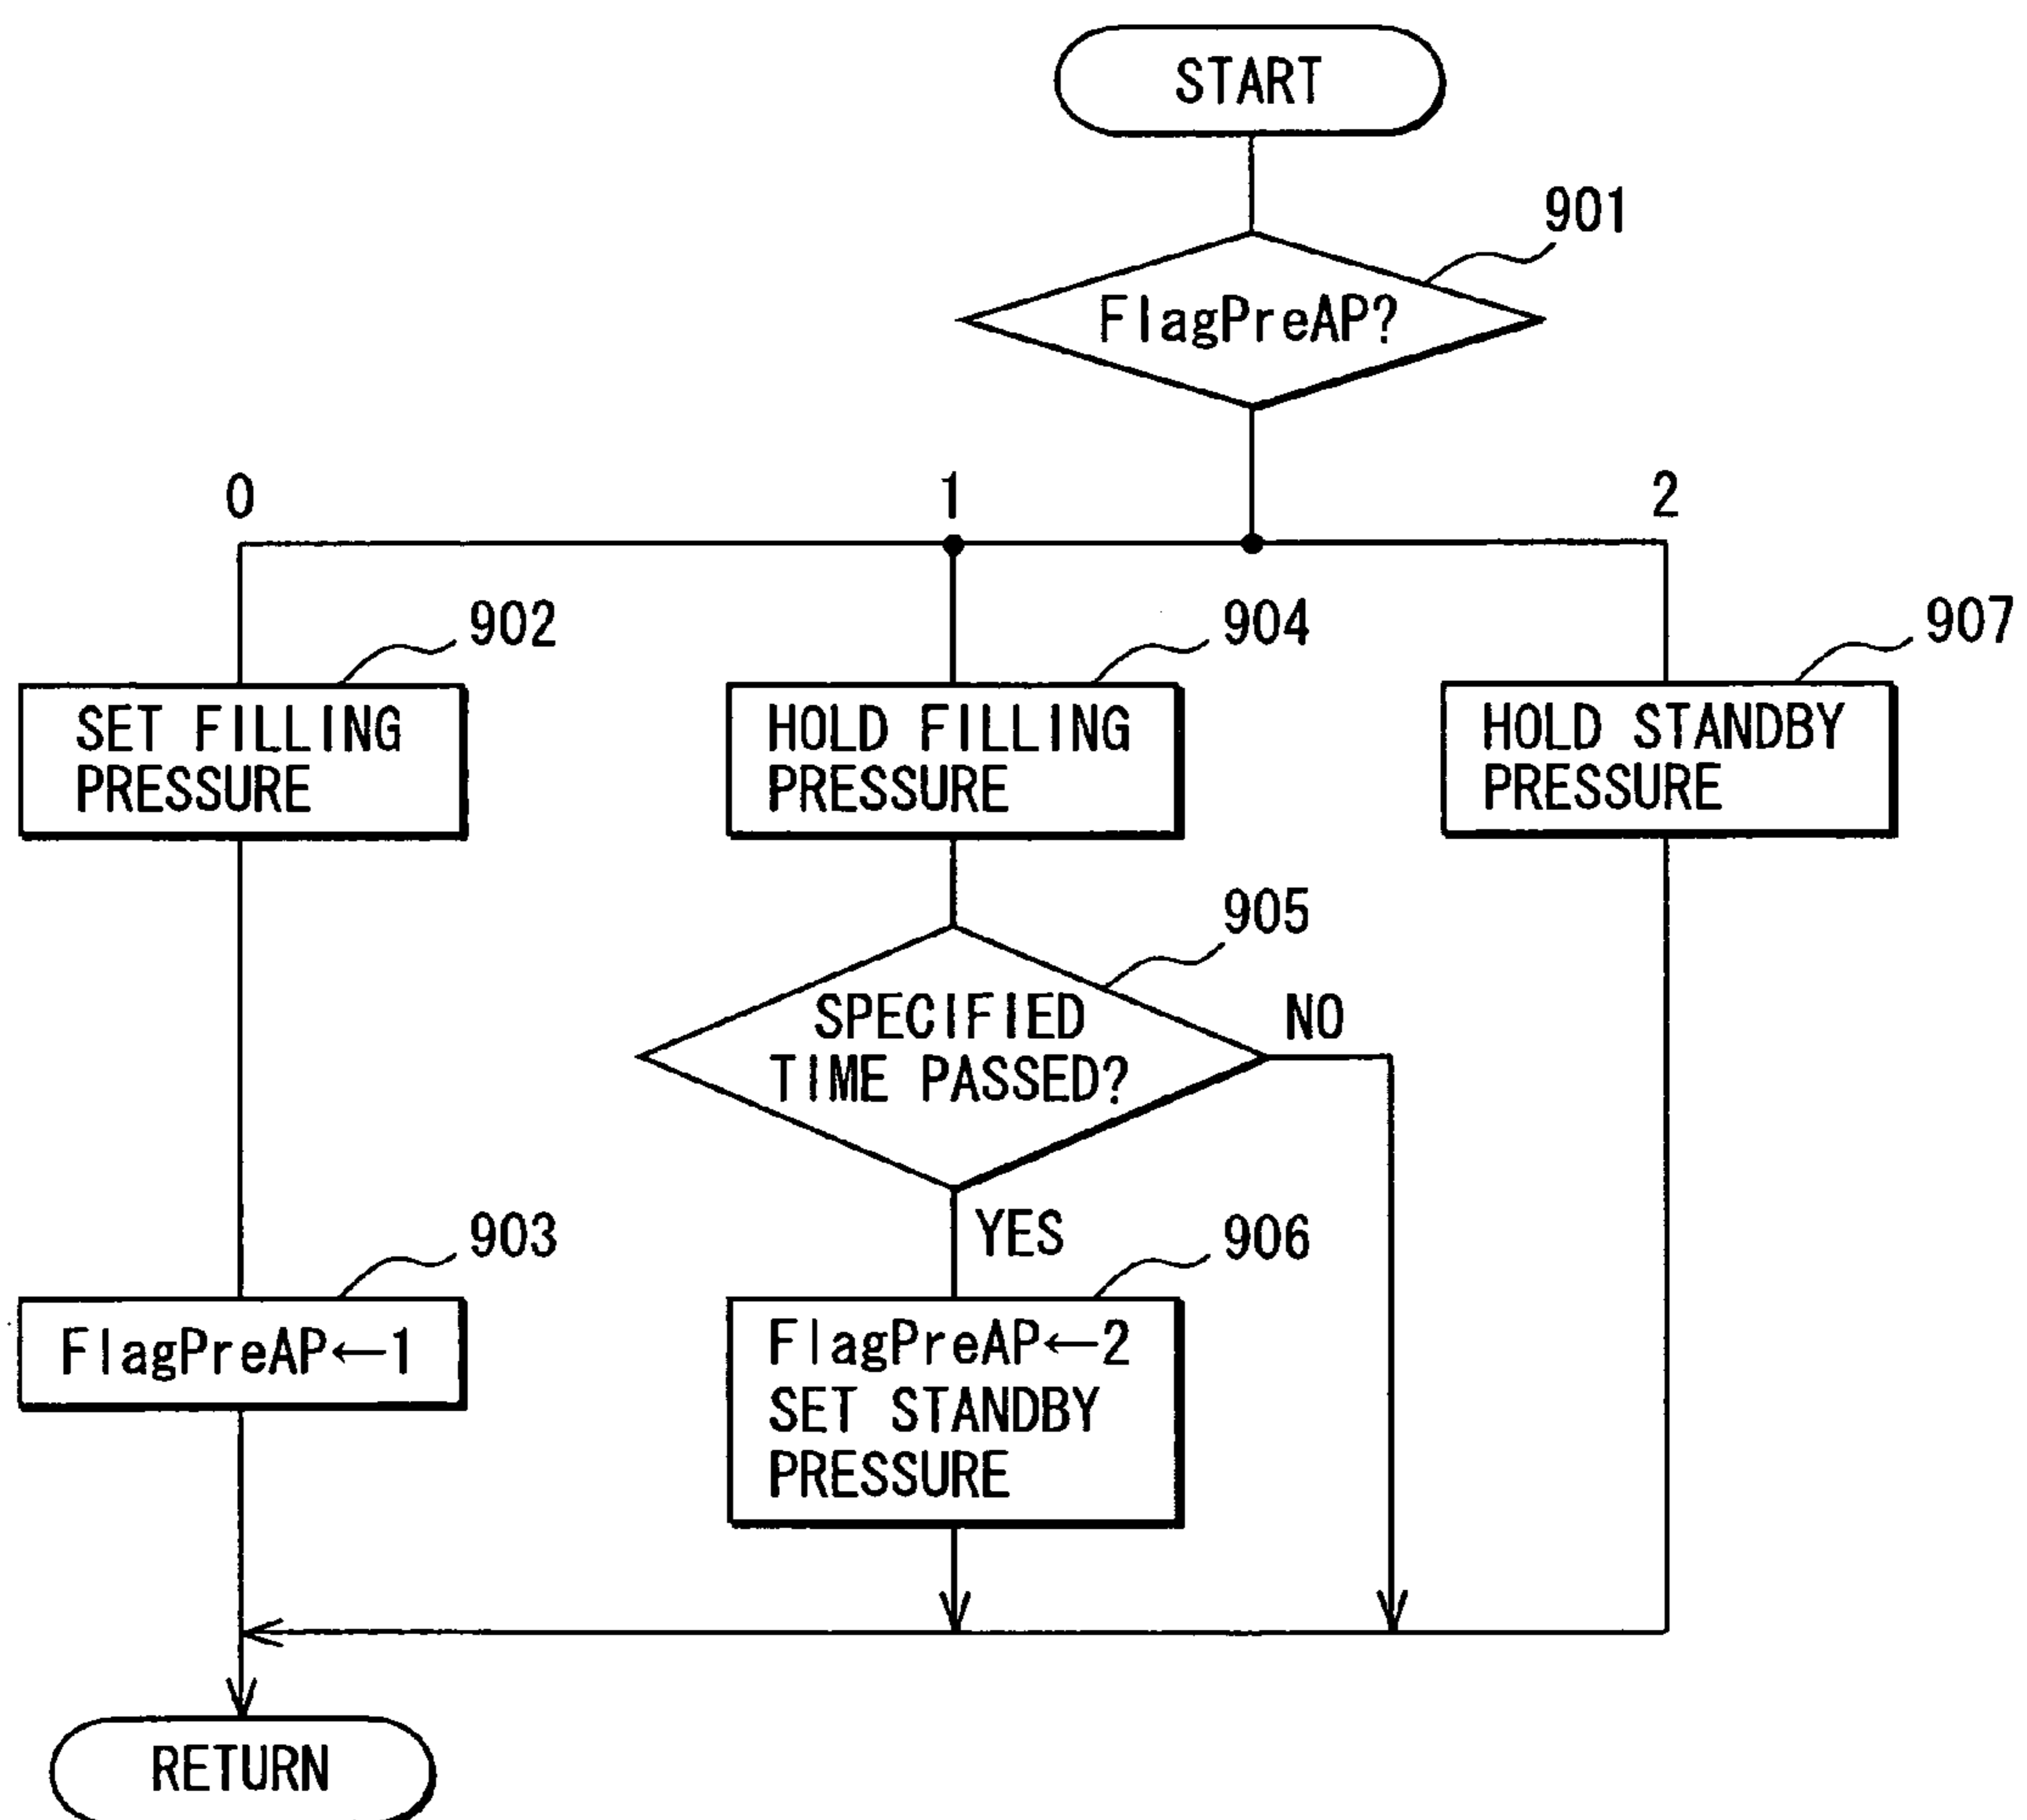 START
901
FlagPreAP?
0
1
2
902
904
907
SET FILLING
PRESSURE
HOLD FILLING
PRESSURE
HOLD STANDBY
PRESSURE
905
SPECIFIED
TIME PASSED?
NO
YES
903
906
FlagPreAP←1
FlagPreAP←2
SET STANDBY
PRESSURE
RETURN